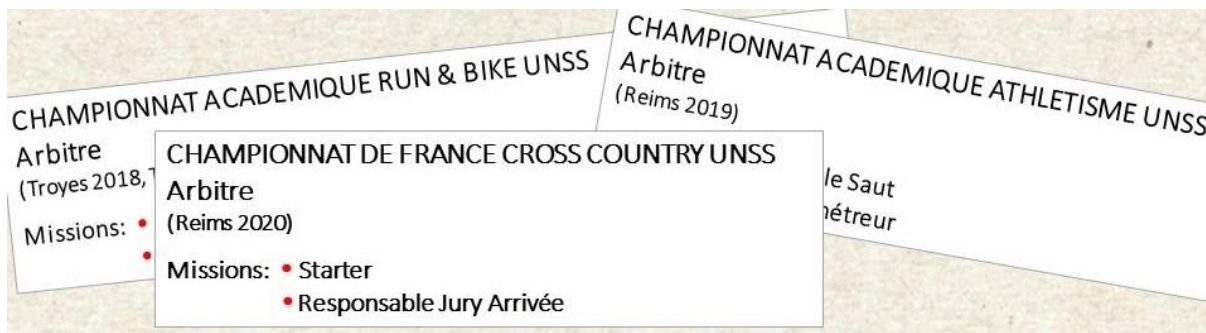 CHAMPIONNAT ACADEMIQUE RUN & BIKE UNSS
Arbitre
(Troyes 2018,
Missions: •
•
CHAMPIONNAT DE FRANCE CROSS COUNTRY UNSS
Arbitre
(Reims 2020)
Missions: • Starter
• Responsable Jury Arrivée
CHAMPIONNAT ACADEMIQUE ATHLETISME UNSS
Arbitre
(Reims 2019)
le Saut